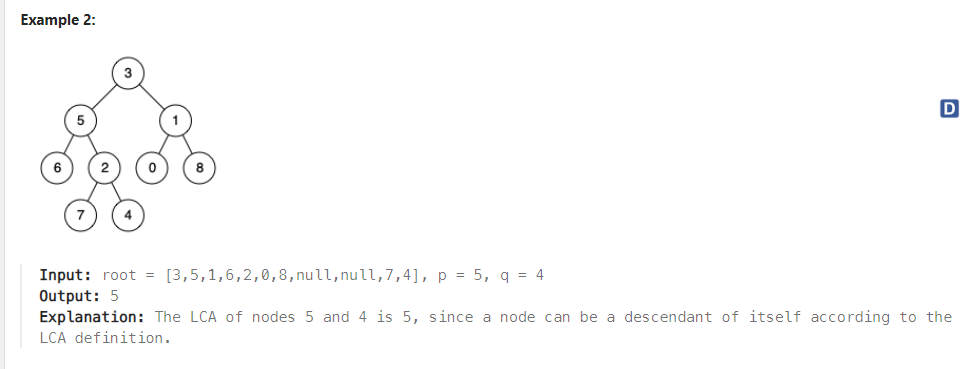 Example 2:
3
5 1
6 2 0 8
7 4
D
Input: root = [3,5,1,6,2,0,8,null,null,7,4], p = 5, q = 4
Output: 5
Explanation: The LCA of nodes 5 and 4 is 5, since a node can be a descendant of itself according to the
LCA definition.